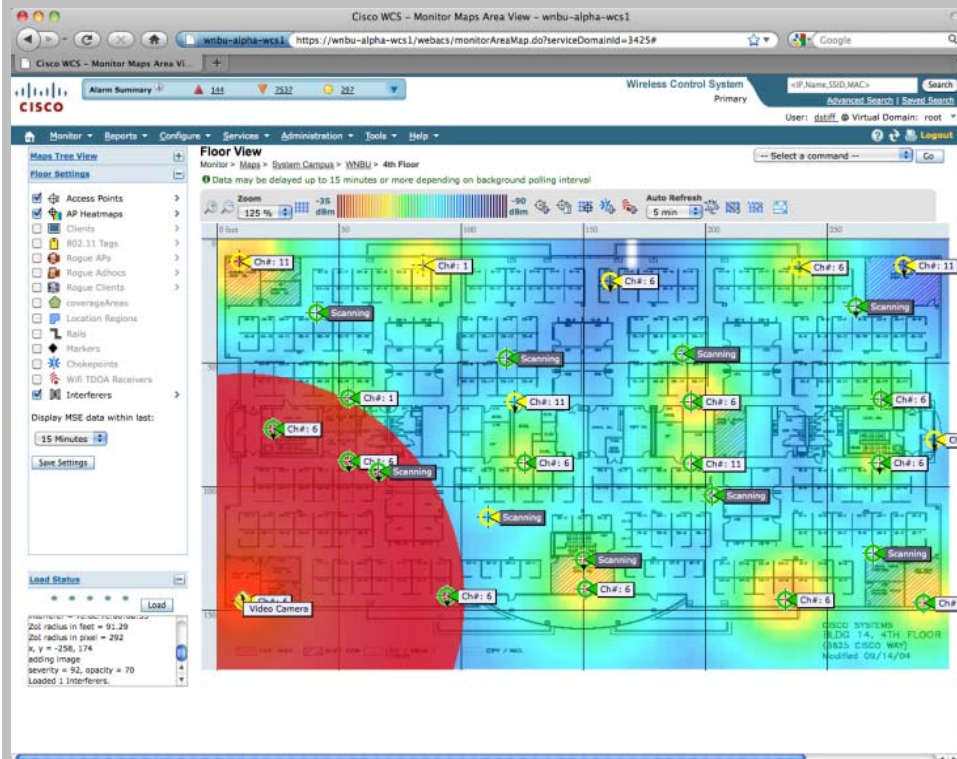 Cisco WCS – Monitor Maps Area View – wnbu-alpha-wcs1
wnbu-alpha-wcs1 https://wnbu-alpha-wcs1/webacs/monitorAreaMap.do?serviceDomainId=3425# Google
Cisco WCS – Monitor Maps Area Vi...
CISCO
Alarm Summary 144 2532 297
Wireless Control System
Primary
<IP,Name,SSID,MAC> Search
Advanced Search | Saved Search
User: dstiff @ Virtual Domain: root
Monitor Reports Configure Services Administration Tools Help Logout
Maps Tree View
Floor Settings
Access Points
AP Heatmaps
Clients
802.11 Tags
Rogue APs
Rogue Adhocs
Rogue Clients
coverageAreas
Location Regions
Rails
Markers
Chokepoints
Wifi TDOA Receivers
Interferers
Display MSE data within last:
15 Minutes
Save Settings
Load Status
Load
Zoi radius in feet = 91.29
Zoi radius in pixel = 292
x, y = -258, 174
adding image
severity = 92, opacity = 70
Loaded 1 Interferers.
Floor View
Monitor > Maps > System Campus > WNBU > 4th Floor
-- Select a command -- Go
Data may be delayed up to 15 minutes or more depending on background polling interval
Zoom
125 %
-35 dBm
-90 dBm
Auto Refresh
5 min
0 feet 50 100 150 200 250
0
50
100
150
Ch#: 11
Ch#: 1
Ch#: 6
Ch#: 6
Ch#: 11
Scanning
Scanning
Scanning
Scanning
Ch#: 1
Ch#: 11
Ch#: 6
Ch#: 6
Ch#: 6
Ch#: 6
Scanning
Ch#: 6
Ch#: 11
Ch#: 6
Scanning
Scanning
Scanning
Scanning
Video Camera
Ch#: 6
Ch#: 6
Ch#: 6
Ch#
CISCO SYSTEMS
BLDG 14, 4TH FLOOR
(3825 CISCO WAY)
Modified 09/14/04